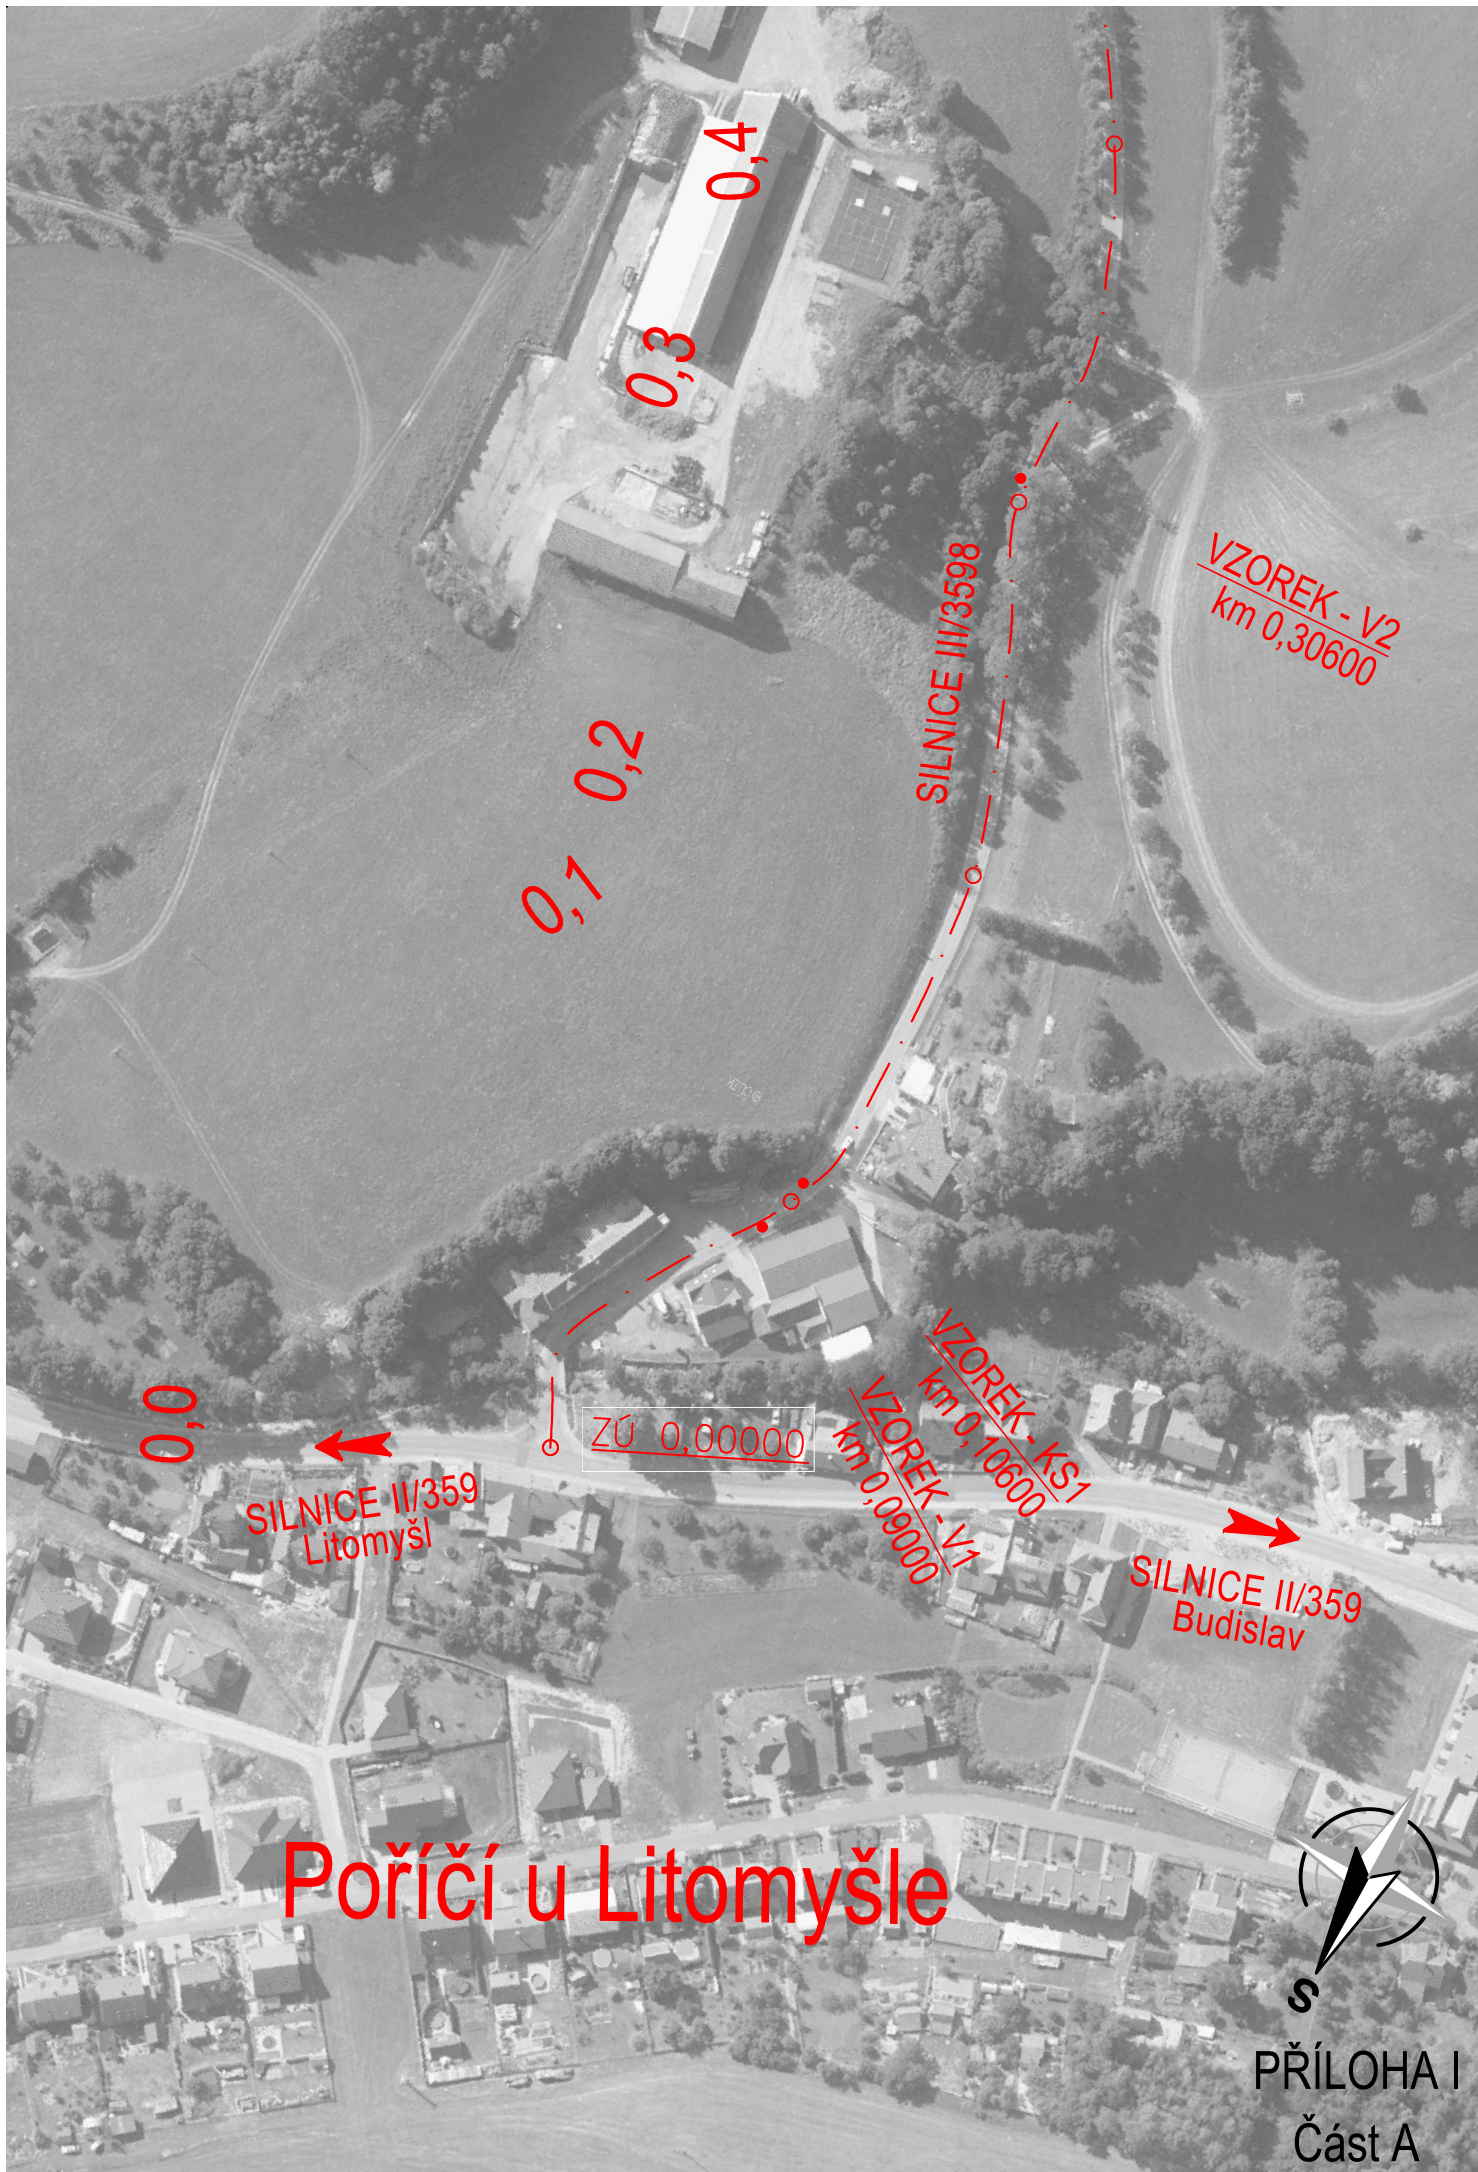 0,4
0,3
SILNICE III/3598
VZOREK - V2
km 0,30600
0,2
0,1
VZOREK - KS1
km 0,10600
VZOREK - V1
km 0,09000
0,0
ZÚ 0,00000
SILNICE II/359
Litomyšl
SILNICE II/359
Budislav
Poříčí u Litomyšle
S
PŘÍLOHA I
Část A